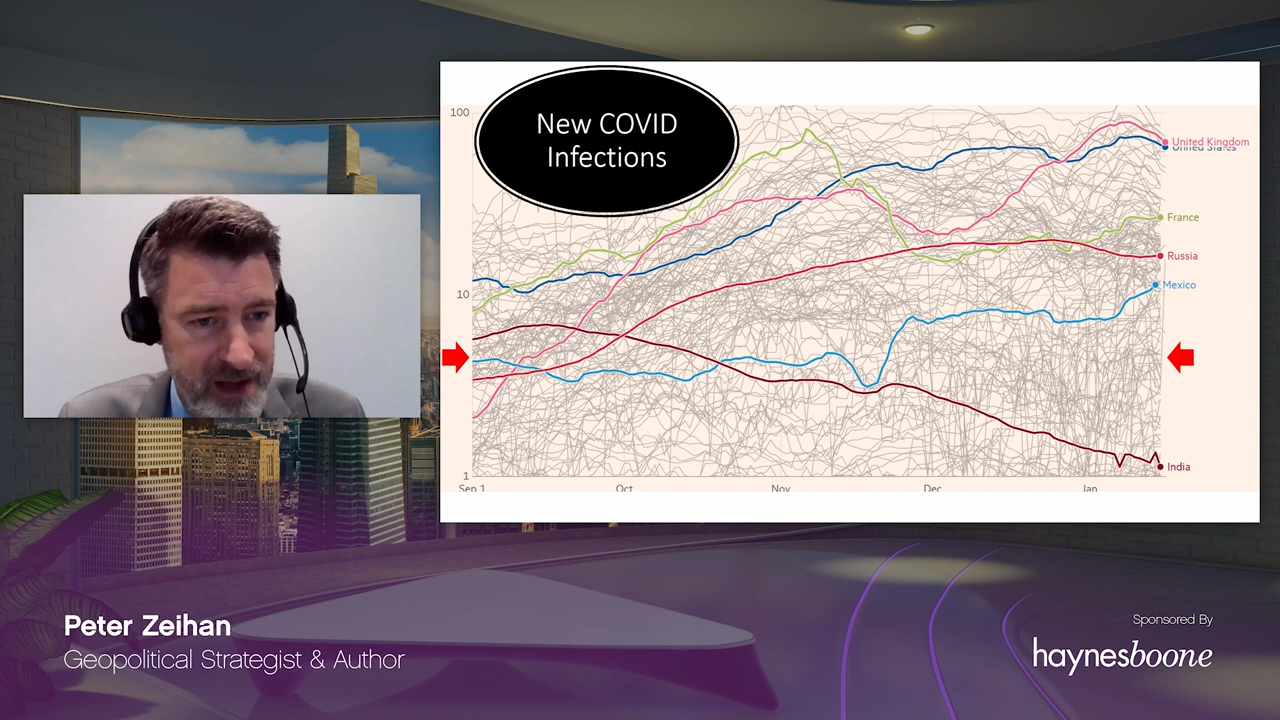 New COVID
Infections
100
10
1
Sep 1
Oct
Nov
Dec
Jan
United Kingdom
United States
France
Russia
Mexico
India
Peter Zeihan
Geopolitical Strategist & Author
Sponsored By
haynesboone